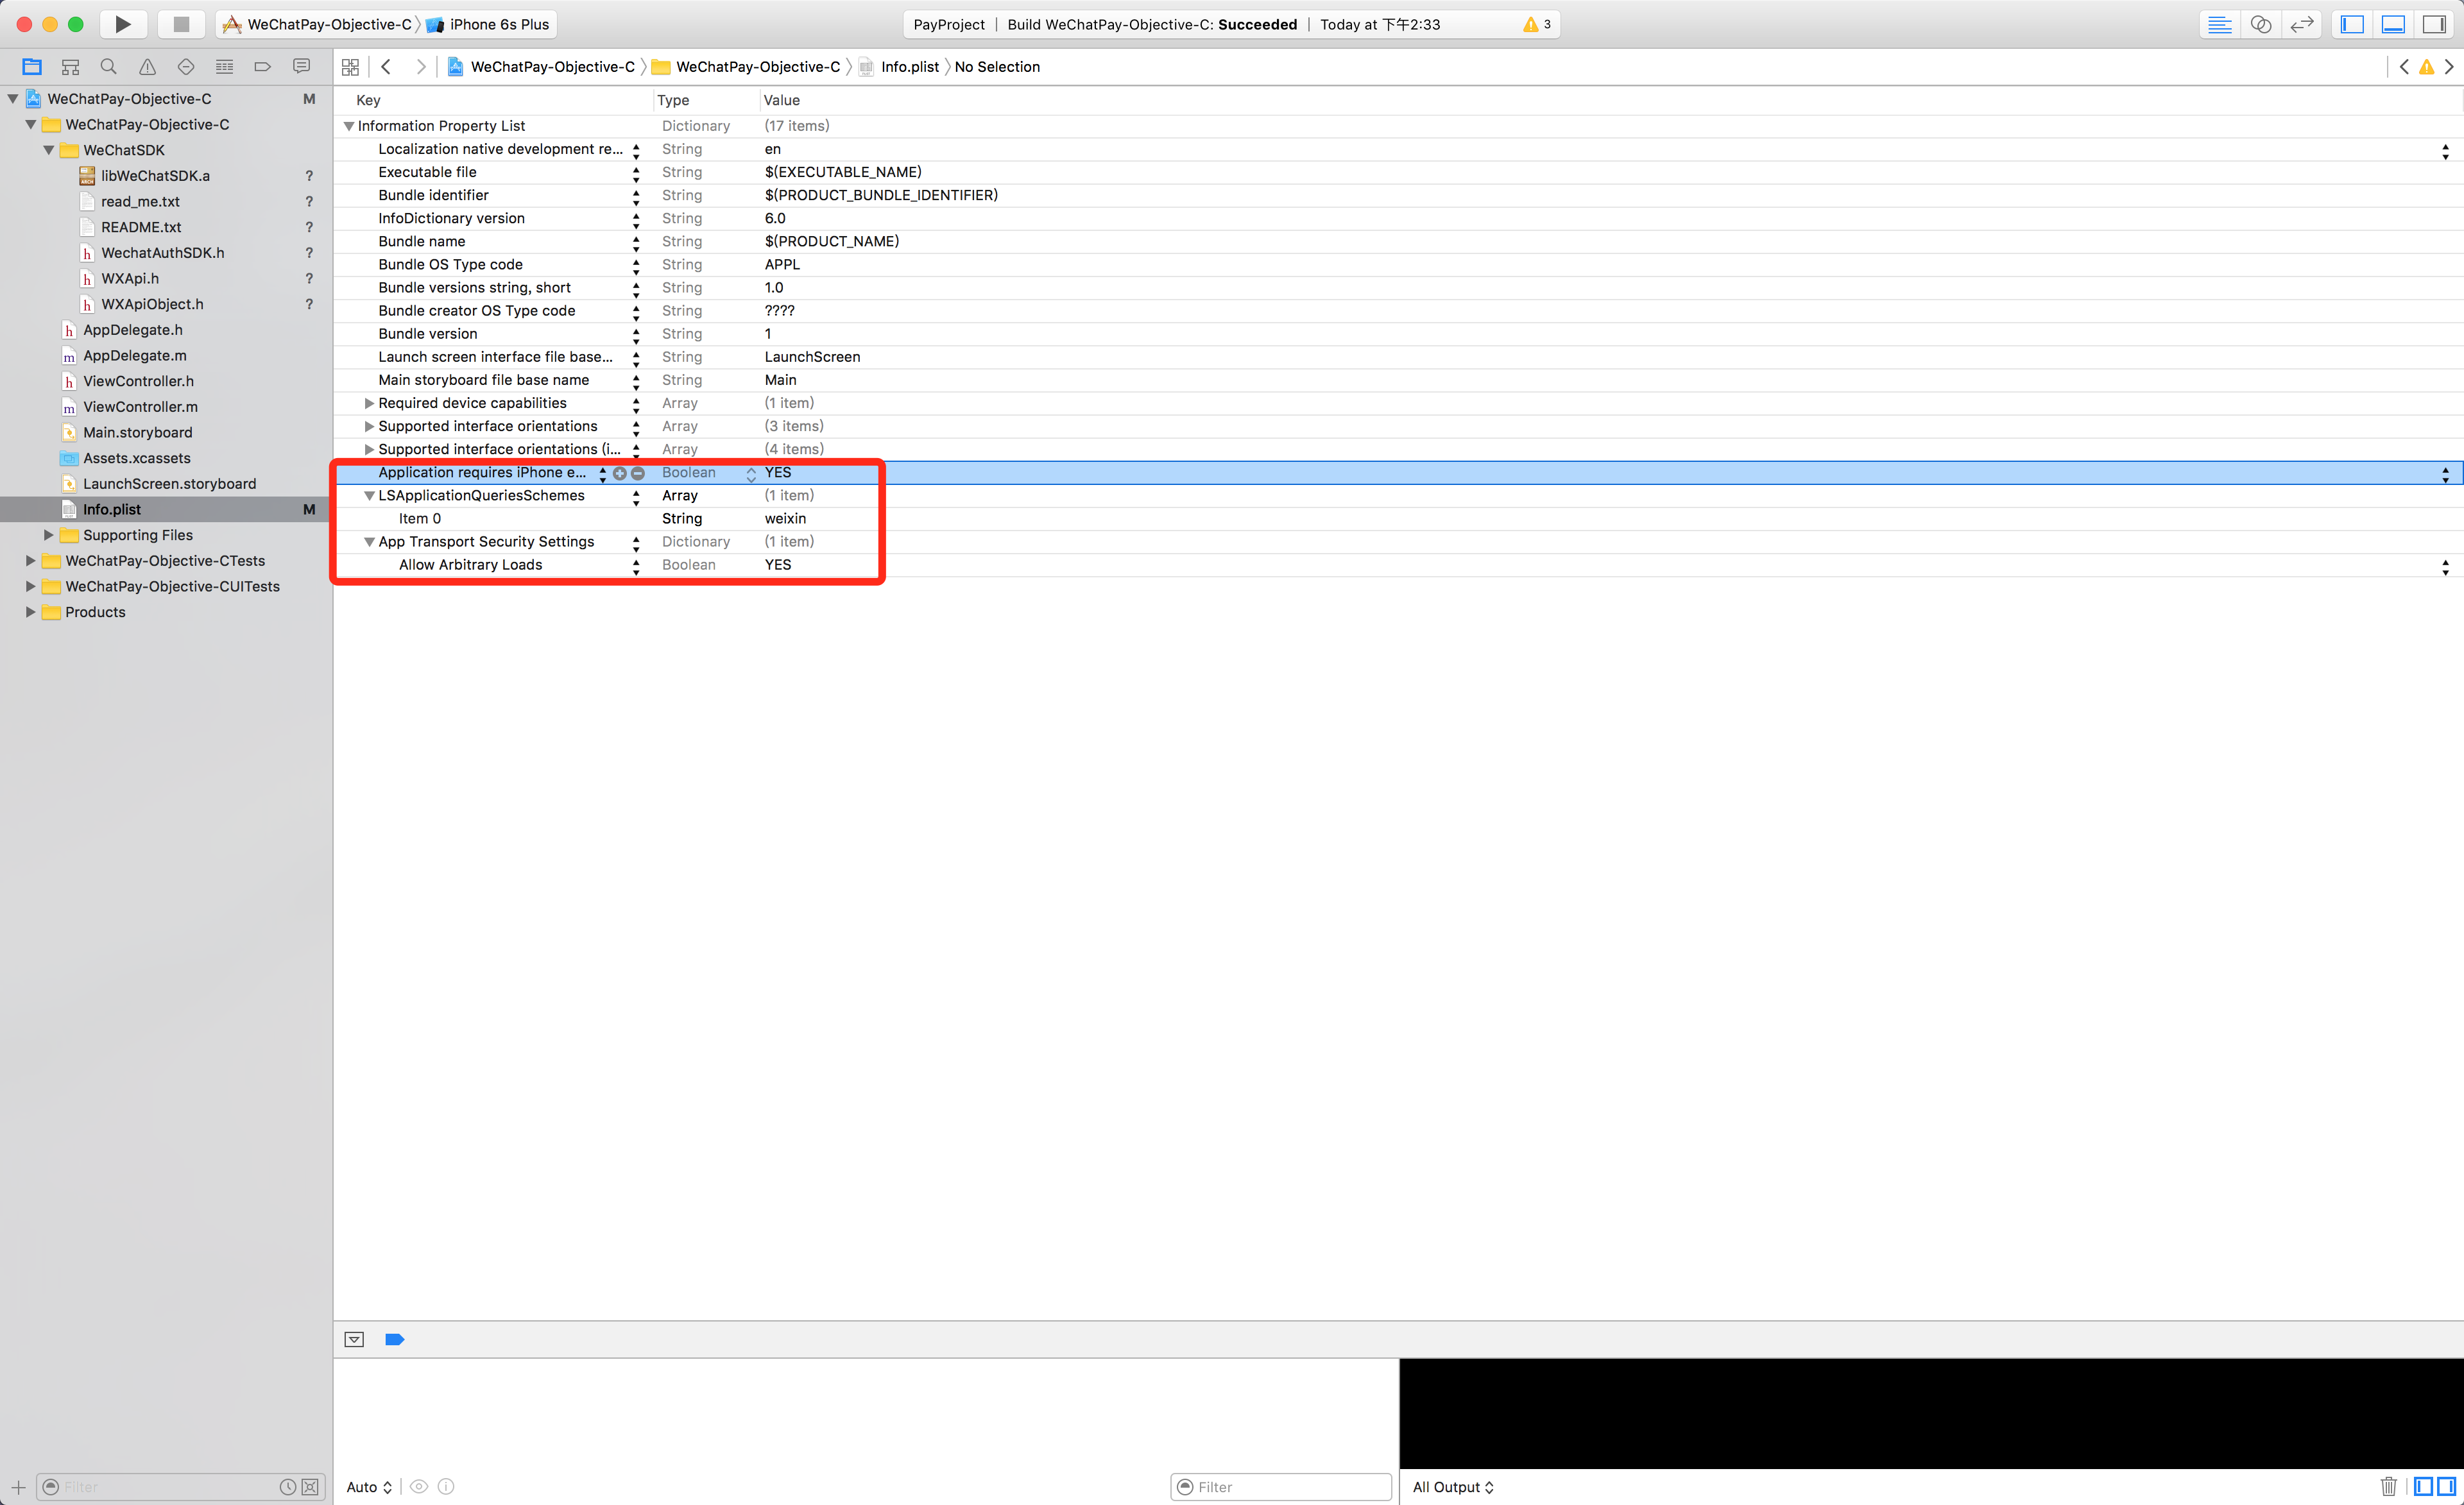 WeChatPay-Objective-C 〉 iPhone 6s Plus
PayProject | Build WeChatPay-Objective-C: Succeeded | Today at 下午2:33
3
WeChatPay-Objective-C 〉 WeChatPay-Objective-C 〉 Info.plist 〉 No Selection
WeChatPay-Objective-C M
WeChatPay-Objective-C
WeChatSDK
libWeChatSDK.a ?
read_me.txt ?
README.txt ?
WechatAuthSDK.h ?
WXApi.h ?
WXApiObject.h ?
AppDelegate.h
AppDelegate.m
ViewController.h
ViewController.m
Main.storyboard
Assets.xcassets
LaunchScreen.storyboard
Info.plist M
Supporting Files
WeChatPay-Objective-CTests
WeChatPay-Objective-CUITests
Products
Filter
Key Type Value
Information Property List Dictionary (17 items)
Localization native development re... String en
Executable file String $(EXECUTABLE_NAME)
Bundle identifier String $(PRODUCT_BUNDLE_IDENTIFIER)
InfoDictionary version String 6.0
Bundle name String $(PRODUCT_NAME)
Bundle OS Type code String APPL
Bundle versions string, short String 1.0
Bundle creator OS Type code String ????
Bundle version String 1
Launch screen interface file base... String LaunchScreen
Main storyboard file base name String Main
Required device capabilities Array (1 item)
Supported interface orientations Array (3 items)
Supported interface orientations (i... Array (4 items)
Application requires iPhone e... Boolean YES
LSApplicationQueriesSchemes Array (1 item)
Item 0 String weixin
App Transport Security Settings Dictionary (1 item)
Allow Arbitrary Loads Boolean YES
Auto
Filter
All Output